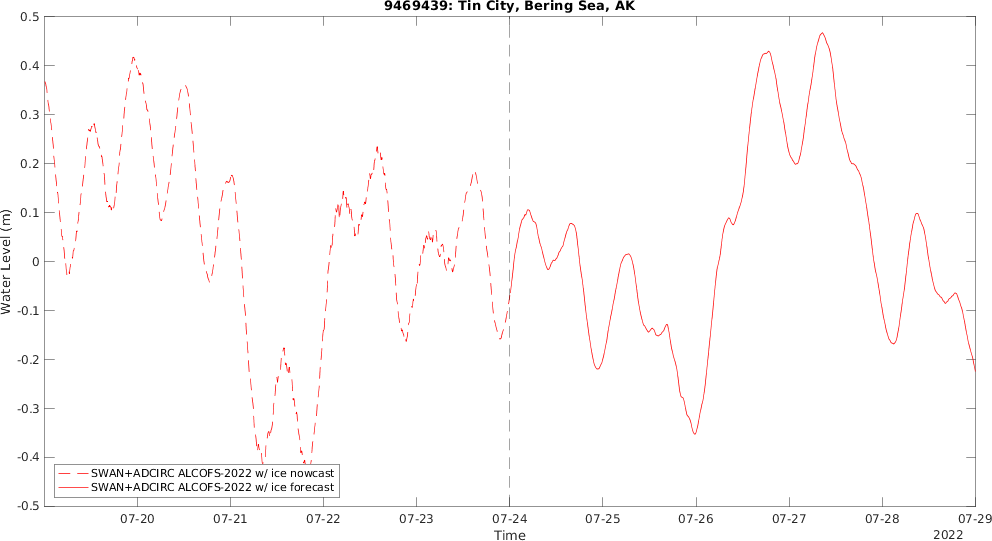 9469439: Tin City, Bering Sea, AK
Water Level (m)
0.5
0.4
0.3
0.2
0.1
0
-0.1
-0.2
-0.3
-0.4
-0.5
SWAN+ADCIRC ALCOFS-2022 w/ ice nowcast
SWAN+ADCIRC ALCOFS-2022 w/ ice forecast
07-20 07-21 07-22 07-23 07-24 07-25 07-26 07-27 07-28 07-29
Time
2022